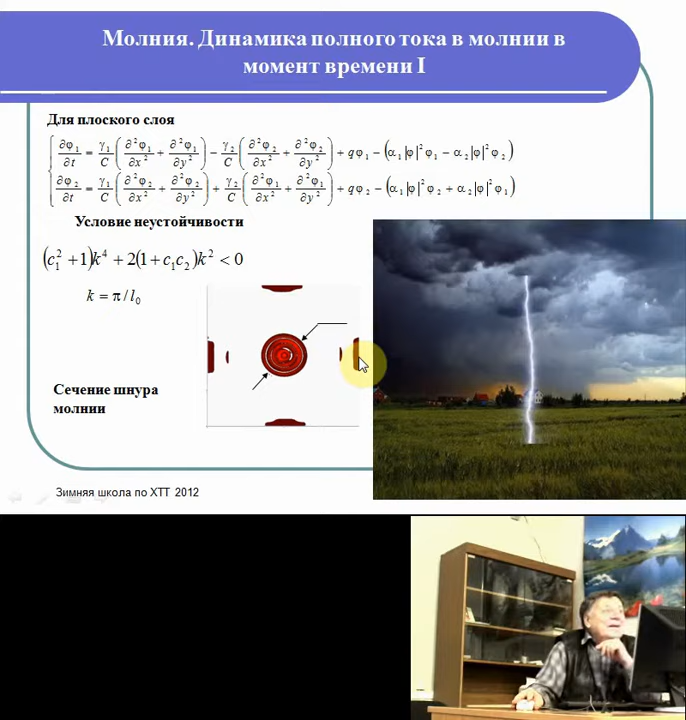 Молния. Динамика полного тока в молнии в
момент времени I
Для плоского слоя
∂φ₁/∂t = γ₁/C (∂²φ₁/∂x² + ∂²φ₁/∂y²) − γ₂/C (∂²φ₂/∂x² + ∂²φ₂/∂y²) + qφ₁ − (α₁|φ|²φ₁ − α₂|φ|²φ₂)
∂φ₂/∂t = γ₁/C (∂²φ₂/∂x² + ∂²φ₂/∂y²) + γ₂/C (∂²φ₁/∂x² + ∂²φ₁/∂y²) + qφ₂ − (α₁|φ|²φ₂ + α₂|φ|²φ₁)
Условие неустойчивости
(c₁² + 1)k⁴ + 2(1 + c₁c₂)k² < 0
k = π / l₀
Сечение шнура
молнии
Зимняя школа по ХТТ 2012